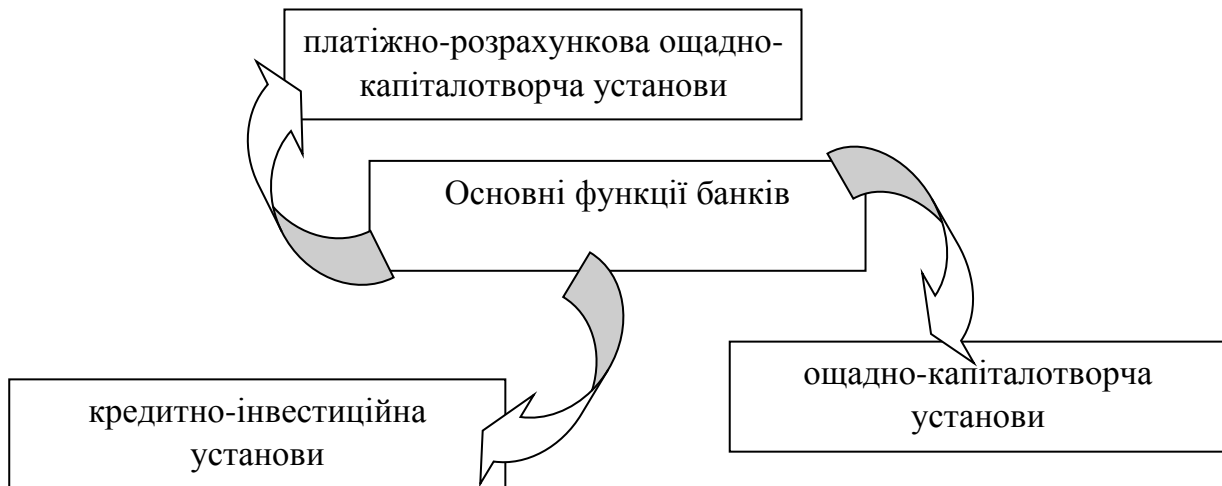 платіжно-розрахункова ощадно-
капіталотворча установи
Основні функції банків
ощадно-капіталотворча
установи
кредитно-інвестиційна
установи